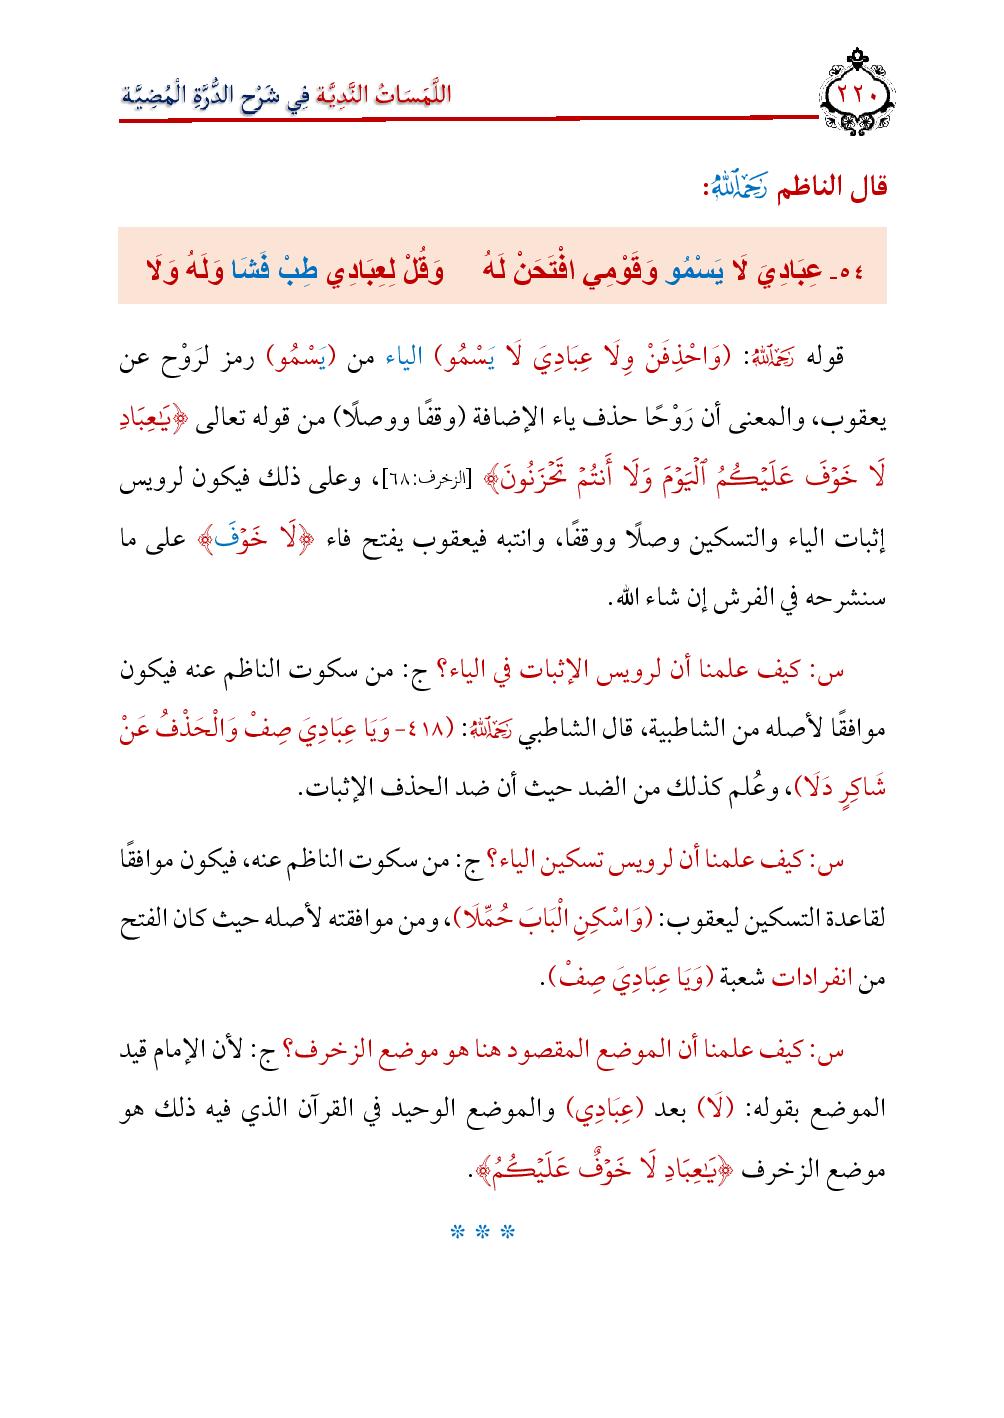 ٢٢٠
اللَّمَسَاتُ النَّدِيَّة فِي شَرْح الدُّرَّةِ الْمُضِيَّة
قال الناظم رَحِمَهُ اللَّهُ:
٥٤- عِبَادِيَ لَا يَسْمُو وَقَوْمِي افْتَحَنْ لَهُ وَقُلْ لِعِبَادِي طِبْ فَشَا وَلَهُ وَلَا
قوله رَحِمَهُ اللَّهُ: (وَاحْذِفَنْ وِلَا عِبَادِيَ لَا يَسْمُو) الياء من (يَسْمُو) رمز لرَوْح عن
يعقوب، والمعنى أن رَوْحًا حذف ياء الإضافة (وقفًا ووصلًا) من قوله تعالى ﴿يَٰعِبَادِ
لَا خَوْفَ عَلَيْكُمُ ٱلْيَوْمَ وَلَا أَنتُمْ تَحْزَنُونَ﴾ [الزخرف:٦٨]، وعلى ذلك فيكون لرويس
إثبات الياء والتسكين وصلًا ووقفًا، وانتبه فيعقوب يفتح فاء ﴿لَا خَوْفَ﴾ على ما
سنشرحه في الفرش إن شاء الله.
س: كيف علمنا أن لرويس الإثبات في الياء؟ ج: من سكوت الناظم عنه فيكون
موافقًا لأصله من الشاطبية، قال الشاطبي رَحِمَهُ اللَّهُ: (٤١٨- وَيَا عِبَادِيَ صِفْ وَالْحَذْفُ عَنْ
شَاكِرٍ دَلَا)، وعُلم كذلك من الضد حيث أن ضد الحذف الإثبات.
س: كيف علمنا أن لرويس تسكين الياء؟ ج: من سكوت الناظم عنه، فيكون موافقًا
لقاعدة التسكين ليعقوب: (وَاسْكِنِ الْبَابَ حُمِّلَا)، ومن موافقته لأصله حيث كان الفتح
من انفرادات شعبة (وَيَا عِبَادِيَ صِفْ).
س: كيف علمنا أن الموضع المقصود هنا هو موضع الزخرف؟ ج: لأن الإمام قيد
الموضع بقوله: (لَا) بعد (عِبَادِي) والموضع الوحيد في القرآن الذي فيه ذلك هو
موضع الزخرف ﴿يَٰعِبَادِ لَا خَوْفٌ عَلَيْكُمُ﴾.
* * *